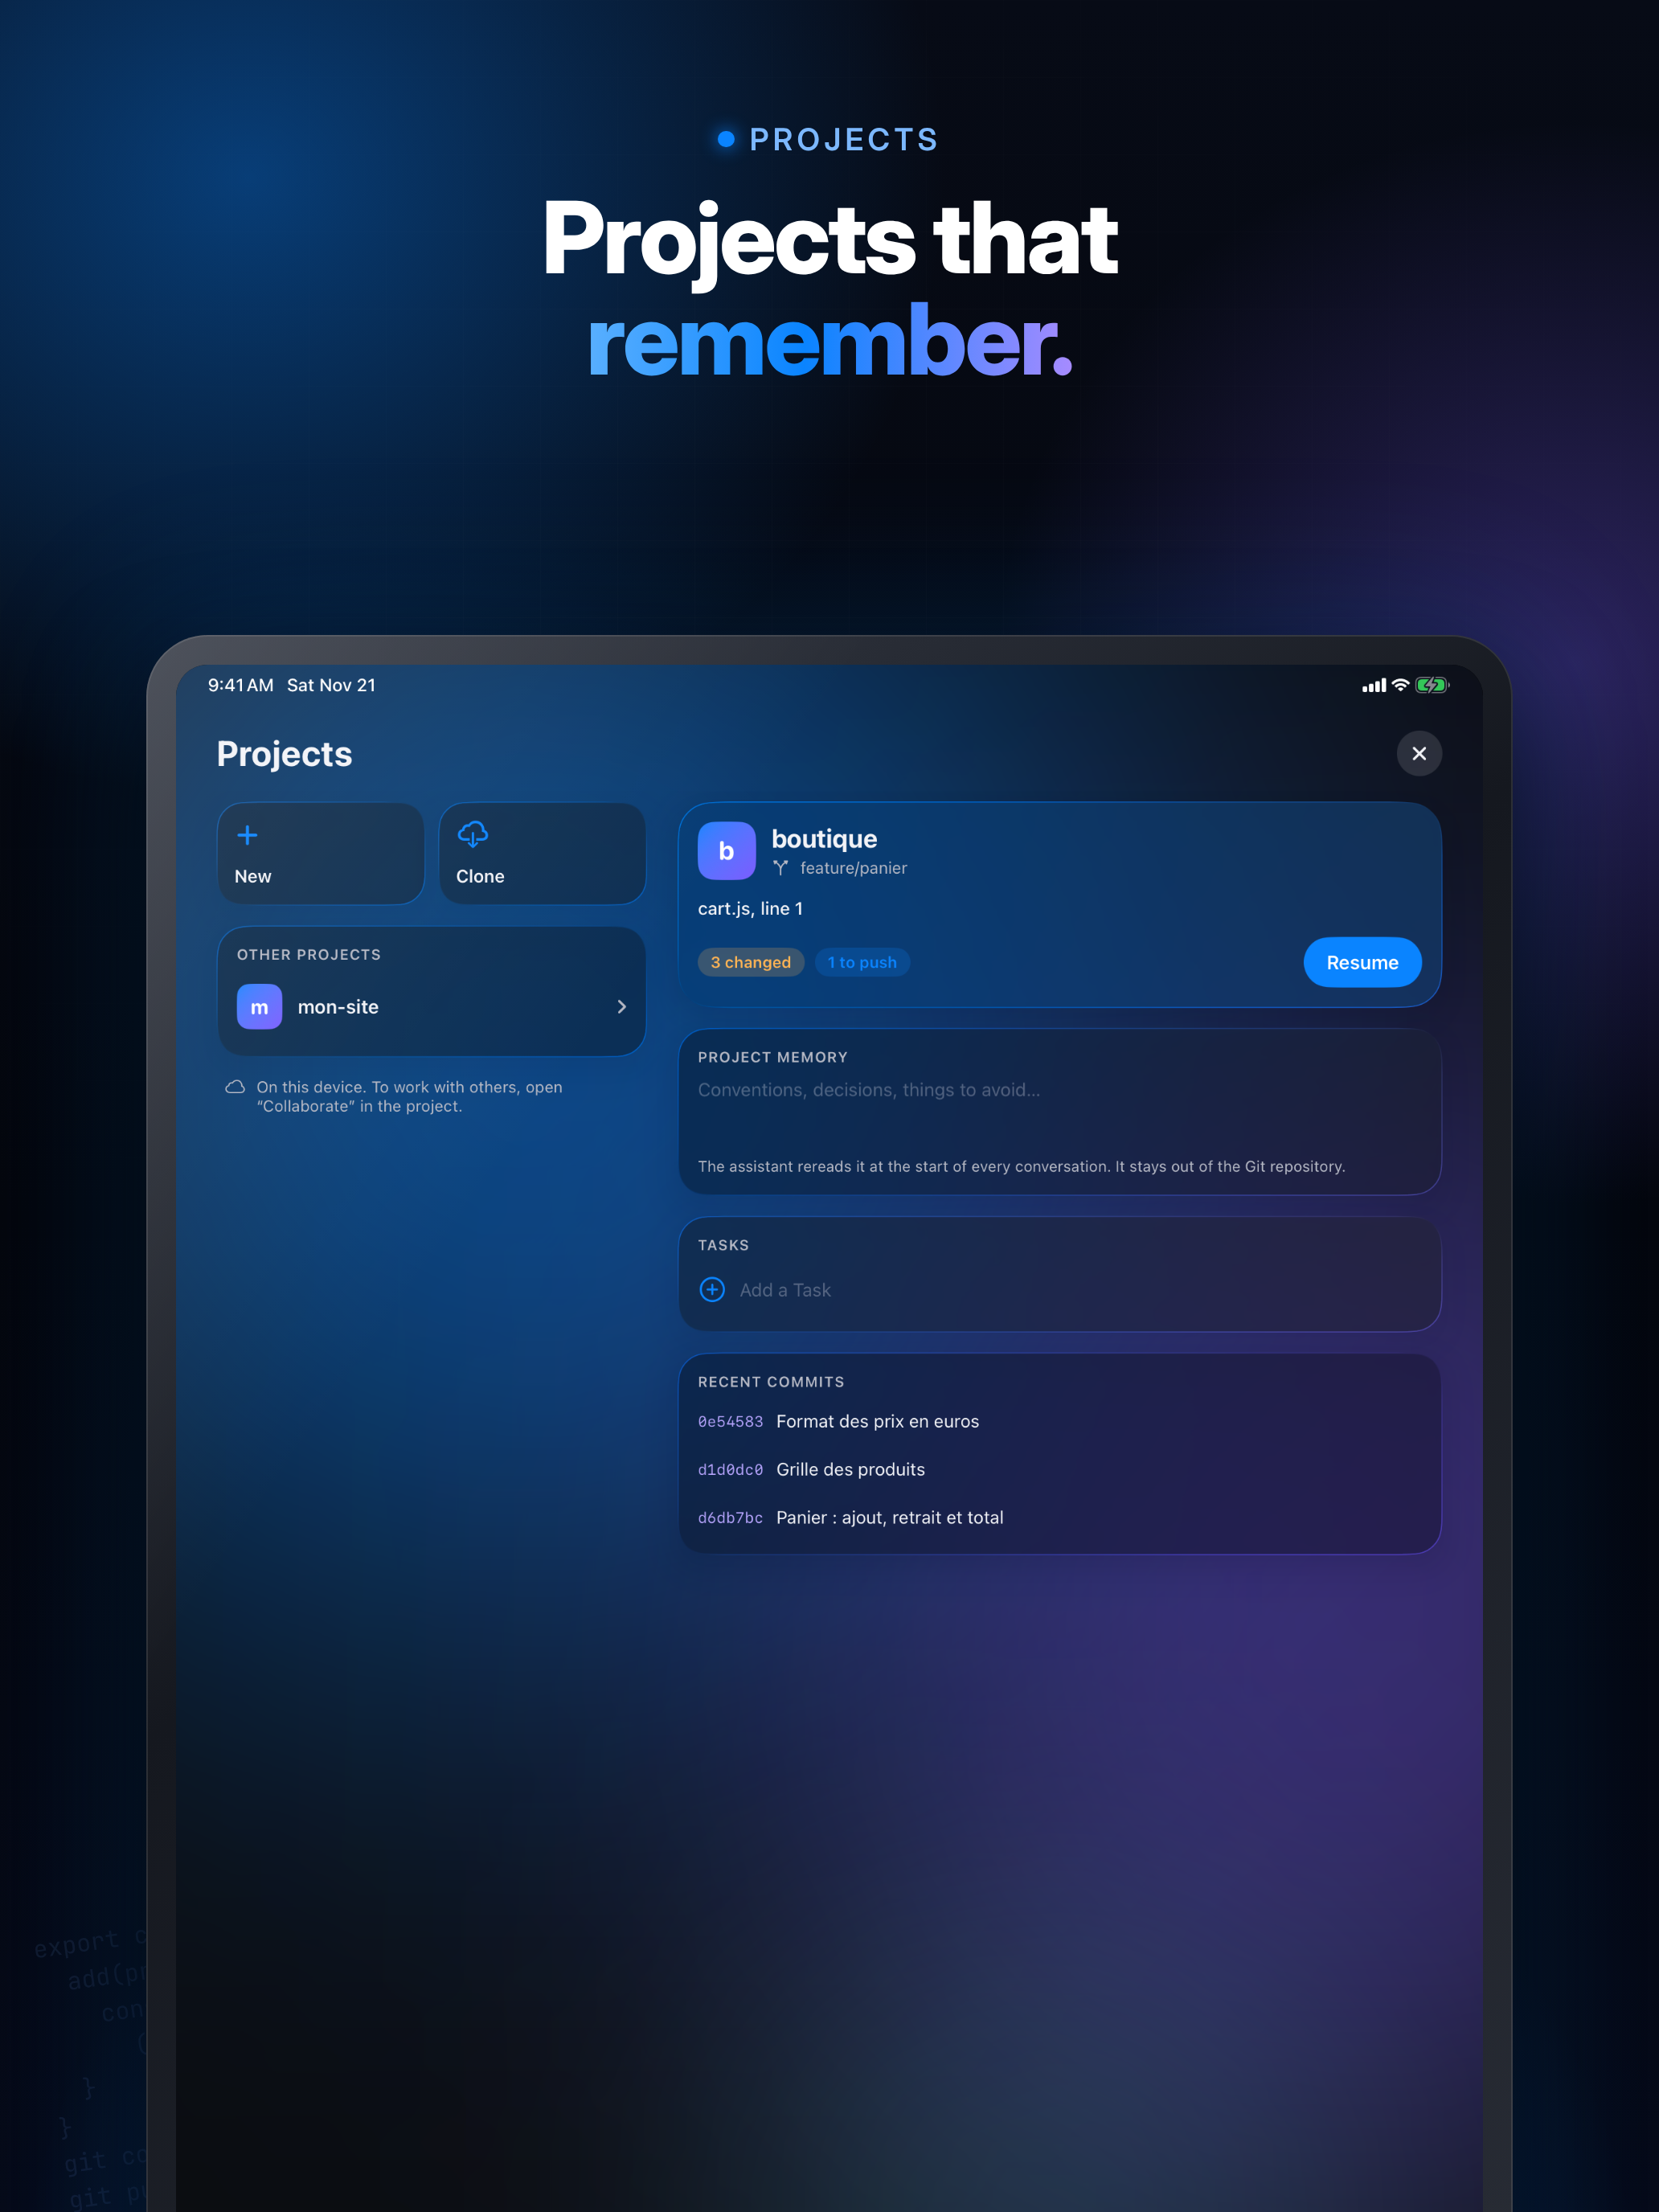 PROJECTS
Projects that
remember.
9:41 AM Sat Nov 21
Projects
New
Clone
OTHER PROJECTS
m
mon-site
On this device. To work with others, open
“Collaborate” in the project.
b
boutique
feature/panier
cart.js, line 1
3 changed
1 to push
Resume
PROJECT MEMORY
Conventions, decisions, things to avoid...
The assistant rereads it at the start of every conversation. It stays out of the Git repository.
TASKS
Add a Task
RECENT COMMITS
0e54583 Format des prix en euros
d1d0dc0 Grille des produits
d6db7bc Panier : ajout, retrait et total
export c
add(pr
con
(
}
}
git co
git pu